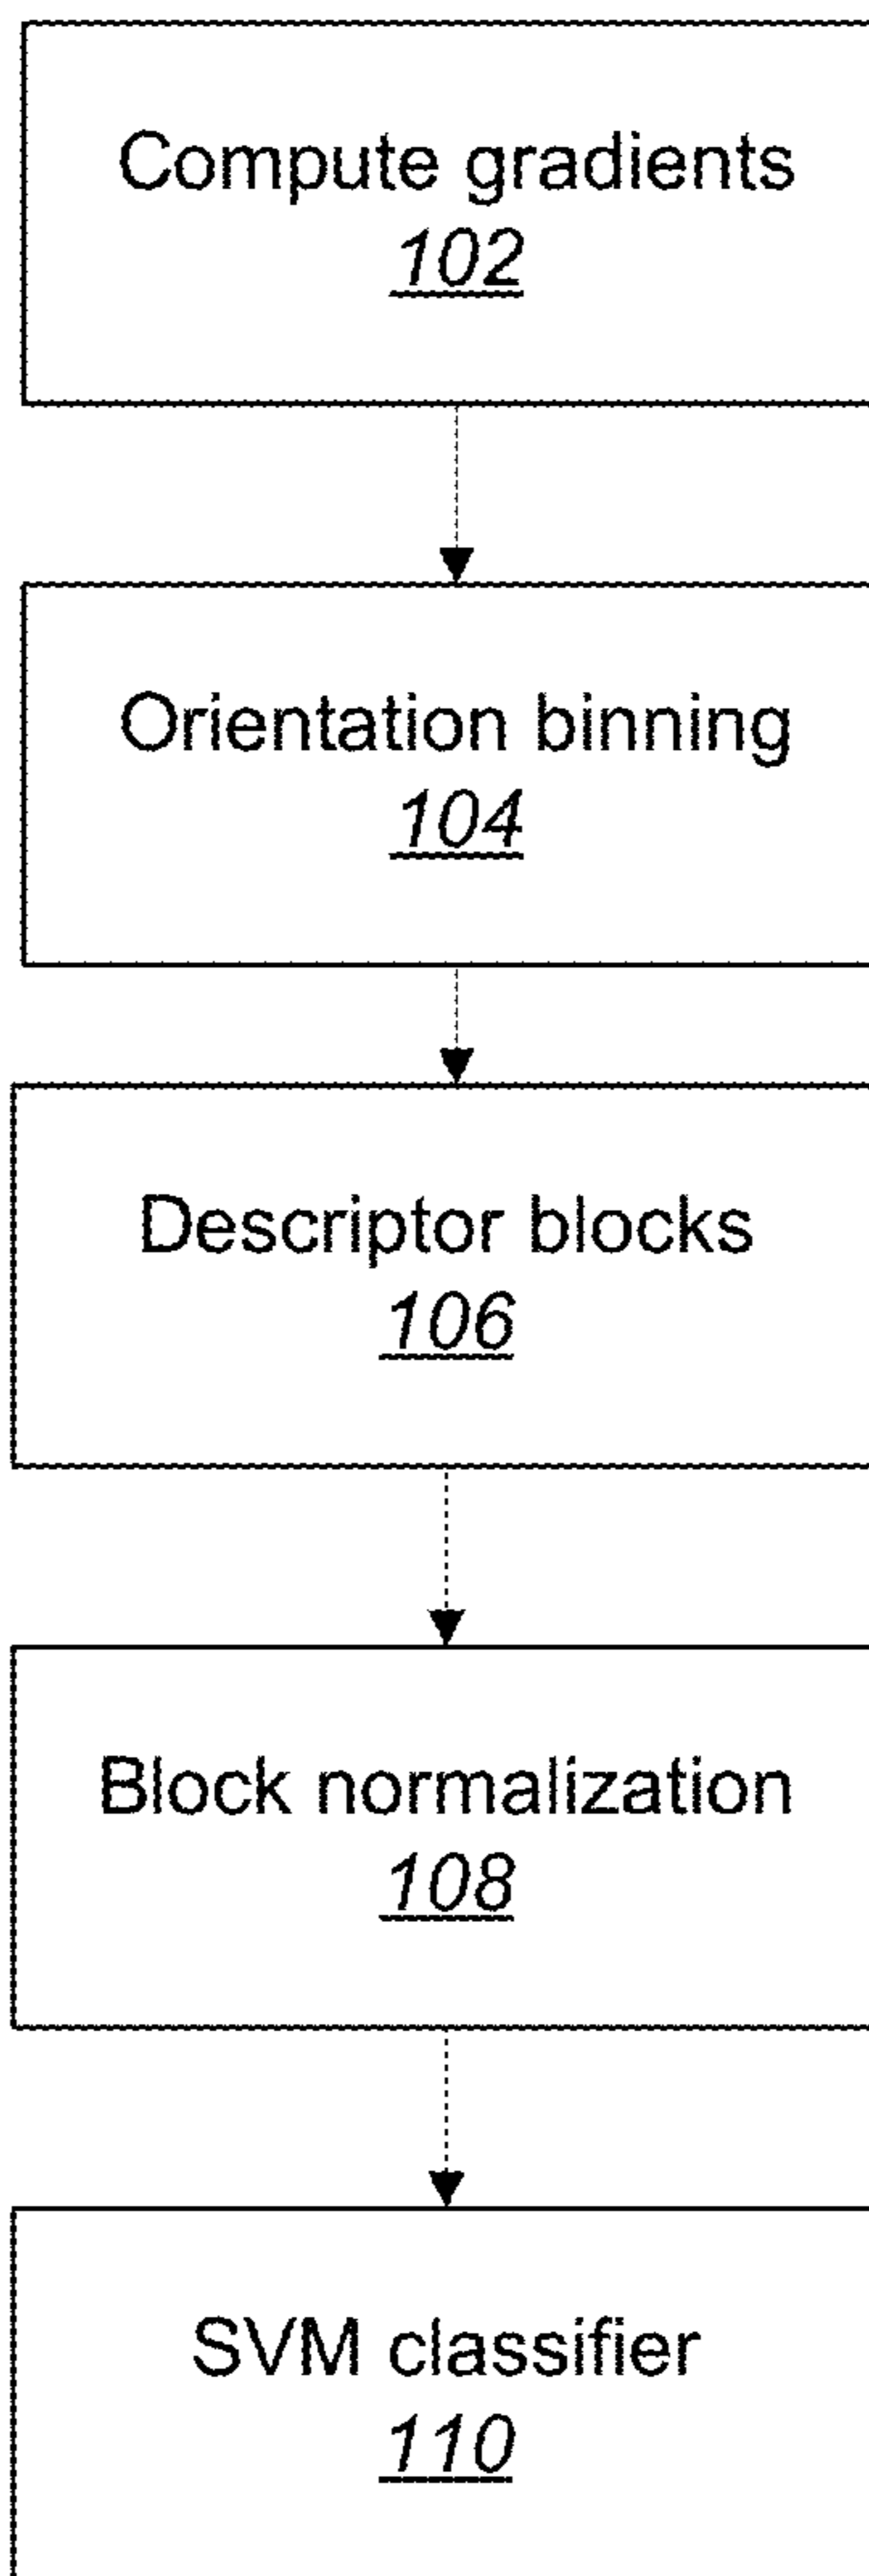 Compute gradients
102
Orientation binning
104
Descriptor blocks
106
Block normalization
108
SVM classifier
110